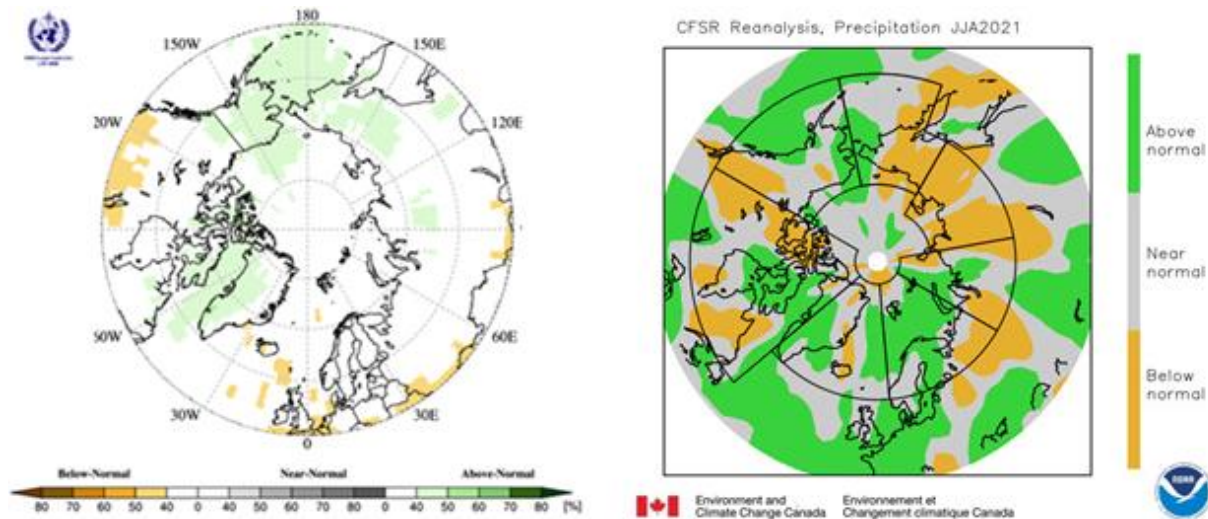 180
150W
150E
20W
120E
50W
60E
30W
30E
0
Below-Normal Near-Normal Above-Normal
80 70 60 50 40 0 40 50 60 70 80 0 40 50 60 70 80 [%]
CFSR Reanalysis, Precipitation JJA2021
Above
normal
Near
normal
Below
normal
Environment and
Climate Change Canada
Environnement et
Changement climatique Canada
NOAA